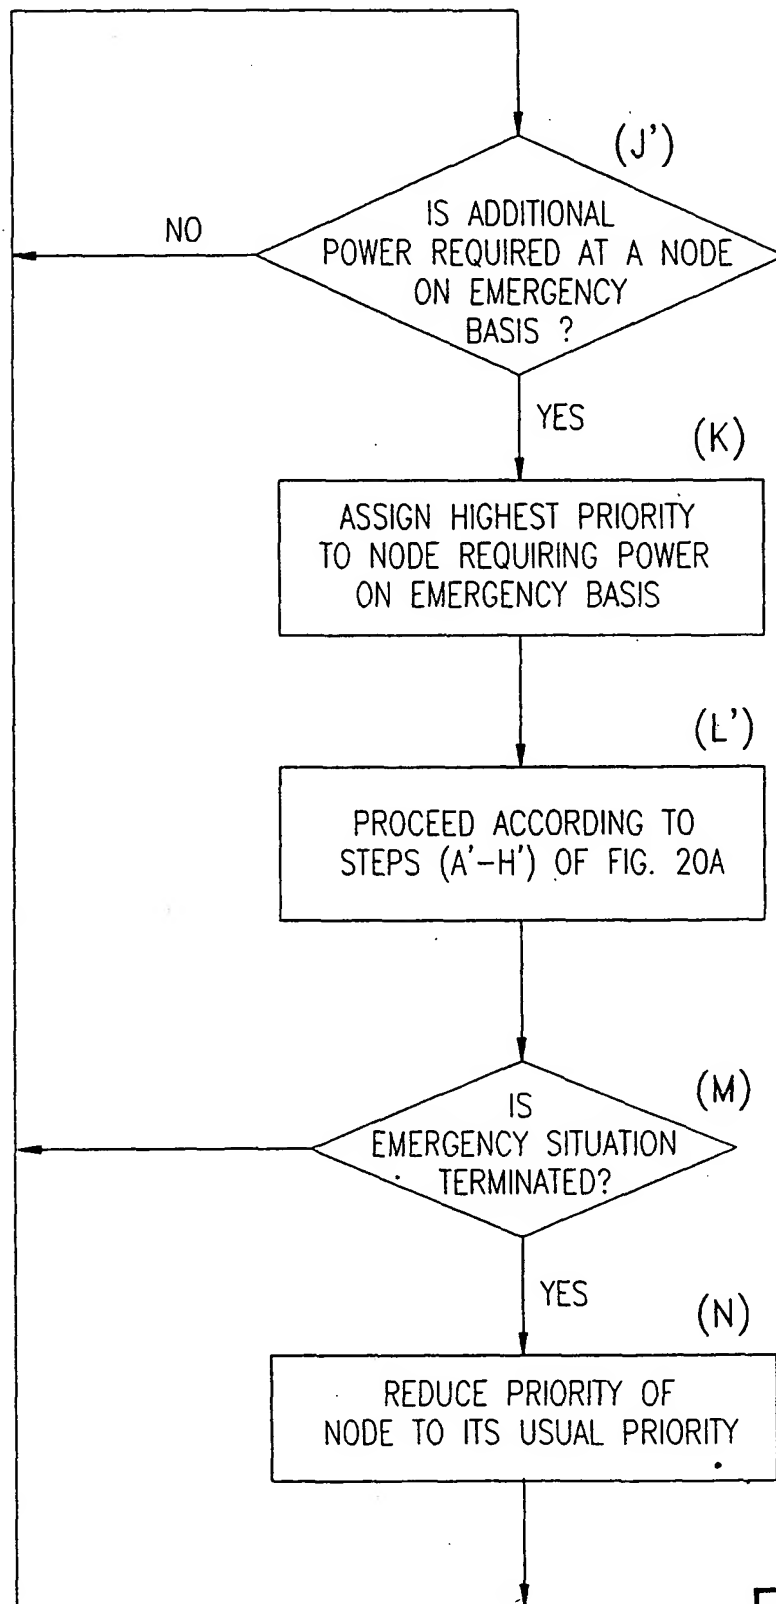 (J')
IS ADDITIONAL
POWER REQUIRED AT A NODE
ON EMERGENCY
BASIS ?
NO
YES
(K)
ASSIGN HIGHEST PRIORITY
TO NODE REQUIRING POWER
ON EMERGENCY BASIS
(L')
PROCEED ACCORDING TO
STEPS (A'-H') OF FIG. 20A
(M)
IS
EMERGENCY SITUATION
TERMINATED?
YES
(N)
REDUCE PRIORITY OF
NODE TO ITS USUAL PRIORITY